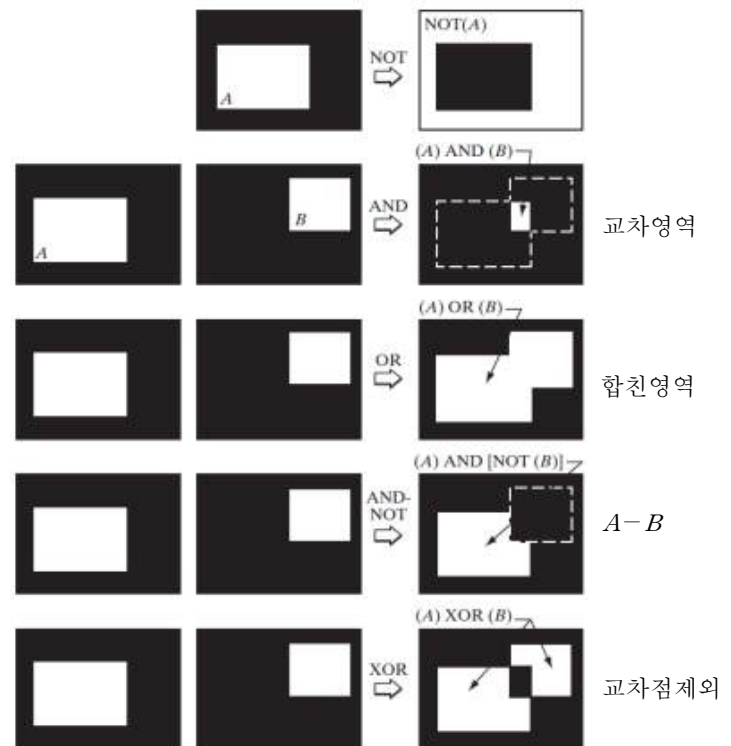 NOT(A)
NOT
A
(A) AND (B)
AND
B
A
교차영역
(A) OR (B)
OR
합친영역
(A) AND [NOT (B)]
AND-
NOT
A-B
(A) XOR (B)
XOR
교차점제외